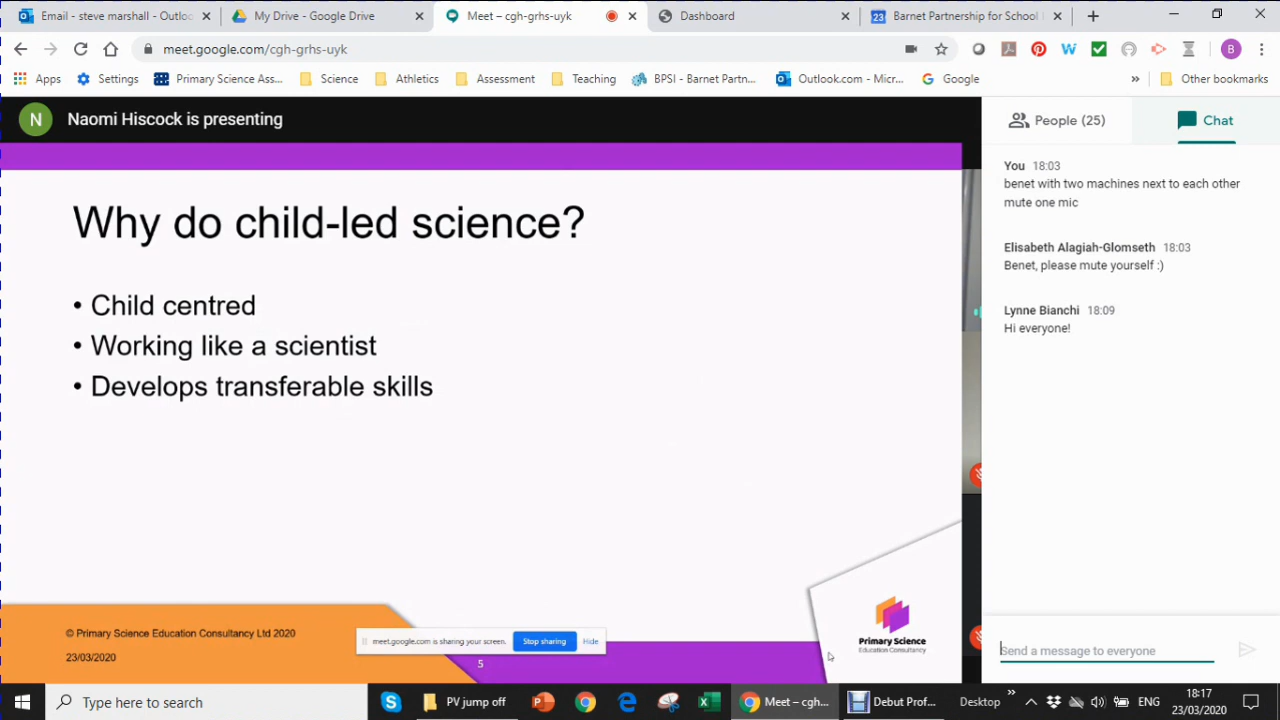 Email - steve marshall - Outloo
My Drive - Google Drive
Meet – cgh-grhs-uyk
Dashboard
23
Barnet Partnership for School I
meet.google.com/cgh-grhs-uyk
B
Apps
Settings
Primary Science Ass...
Science
Athletics
Assessment
Teaching
BPSI - Barnet Partn...
Outlook.com - Micr...
Google
»
Other bookmarks
N
Naomi Hiscock is presenting
People (25)
Chat
You 18:03
benet with two machines next to each other
mute one mic
Elisabeth Alagiah-Glomseth 18:03
Benet, please mute yourself :)
Lynne Bianchi 18:09
Hi everyone!
Why do child-led science?
• Child centred
• Working like a scientist
• Develops transferable skills
© Primary Science Education Consultancy Ltd 2020
23/03/2020
meet.google.com is sharing your screen.
Stop sharing
Hide
5
Primary Science
Education Consultancy
Send a message to everyone
Type here to search
PV jump off
Meet – cgh-...
Debut Prof...
Desktop
»
ENG
18:17
23/03/2020